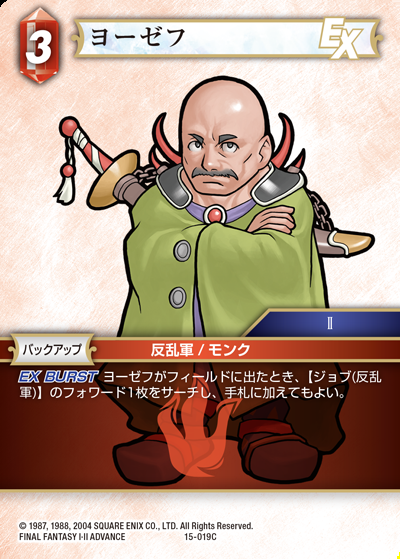 3 ヨーゼフ EX
II
バックアップ 反乱軍 / モンク
EX BURST ヨーゼフがフィールドに出たとき、【ジョブ(反乱
軍)】のフォワード1枚をサーチし、手札に加えてもよい。
© 1987, 1988, 2004 SQUARE ENIX CO., LTD. All Rights Reserved.
FINAL FANTASY I·II ADVANCE 15-019C